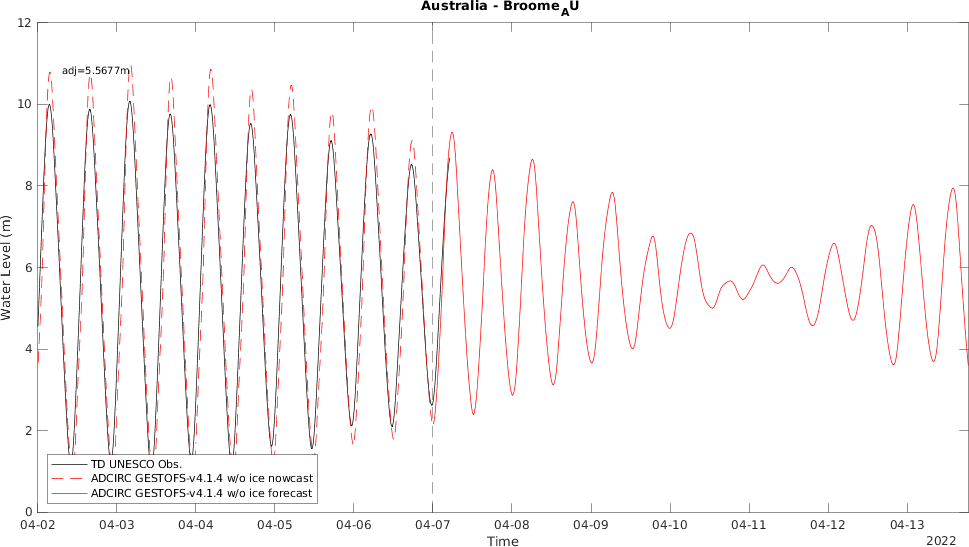 Australia - Broome_AU
12
10
8
6
4
2
0
Water Level (m)
adj=5.5677m
TD UNESCO Obs.
ADCIRC GESTOFS-v4.1.4 w/o ice nowcast
ADCIRC GESTOFS-v4.1.4 w/o ice forecast
04-02 04-03 04-04 04-05 04-06 04-07 04-08 04-09 04-10 04-11 04-12 04-13
Time
2022